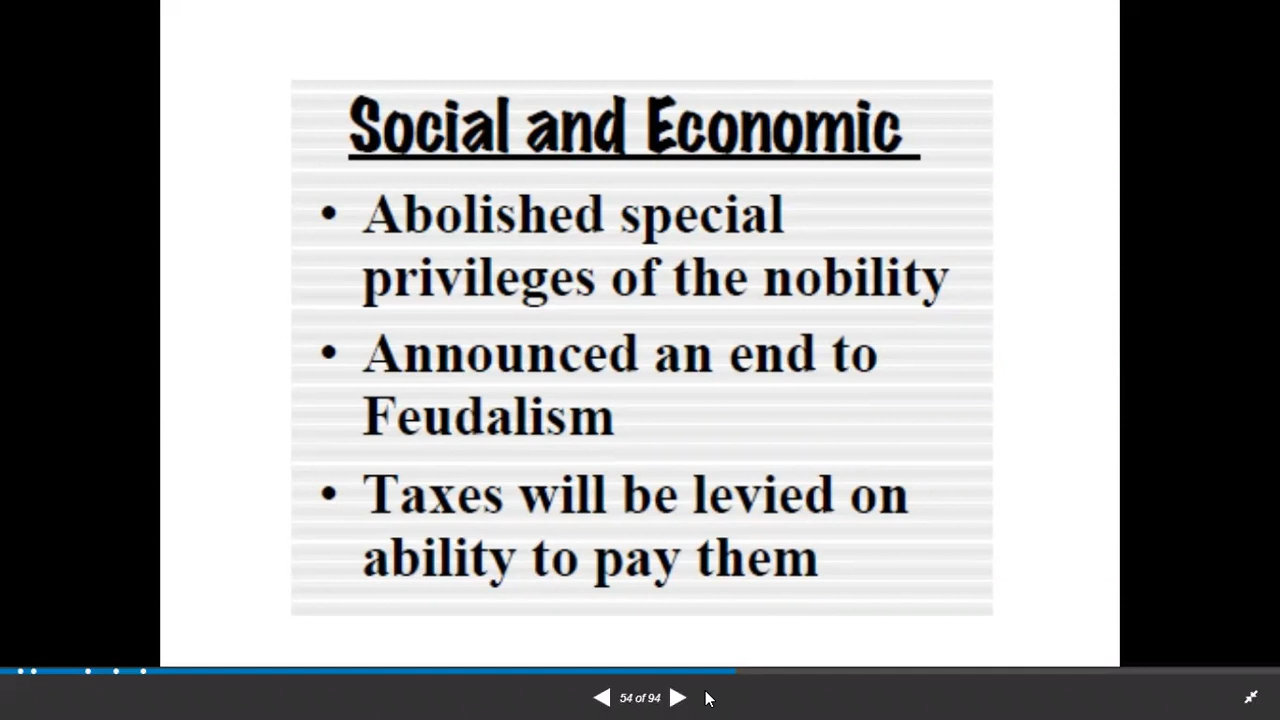 Social and Economic
• Abolished special
privileges of the nobility
• Announced an end to
Feudalism
• Taxes will be levied on
ability to pay them
54 of 94